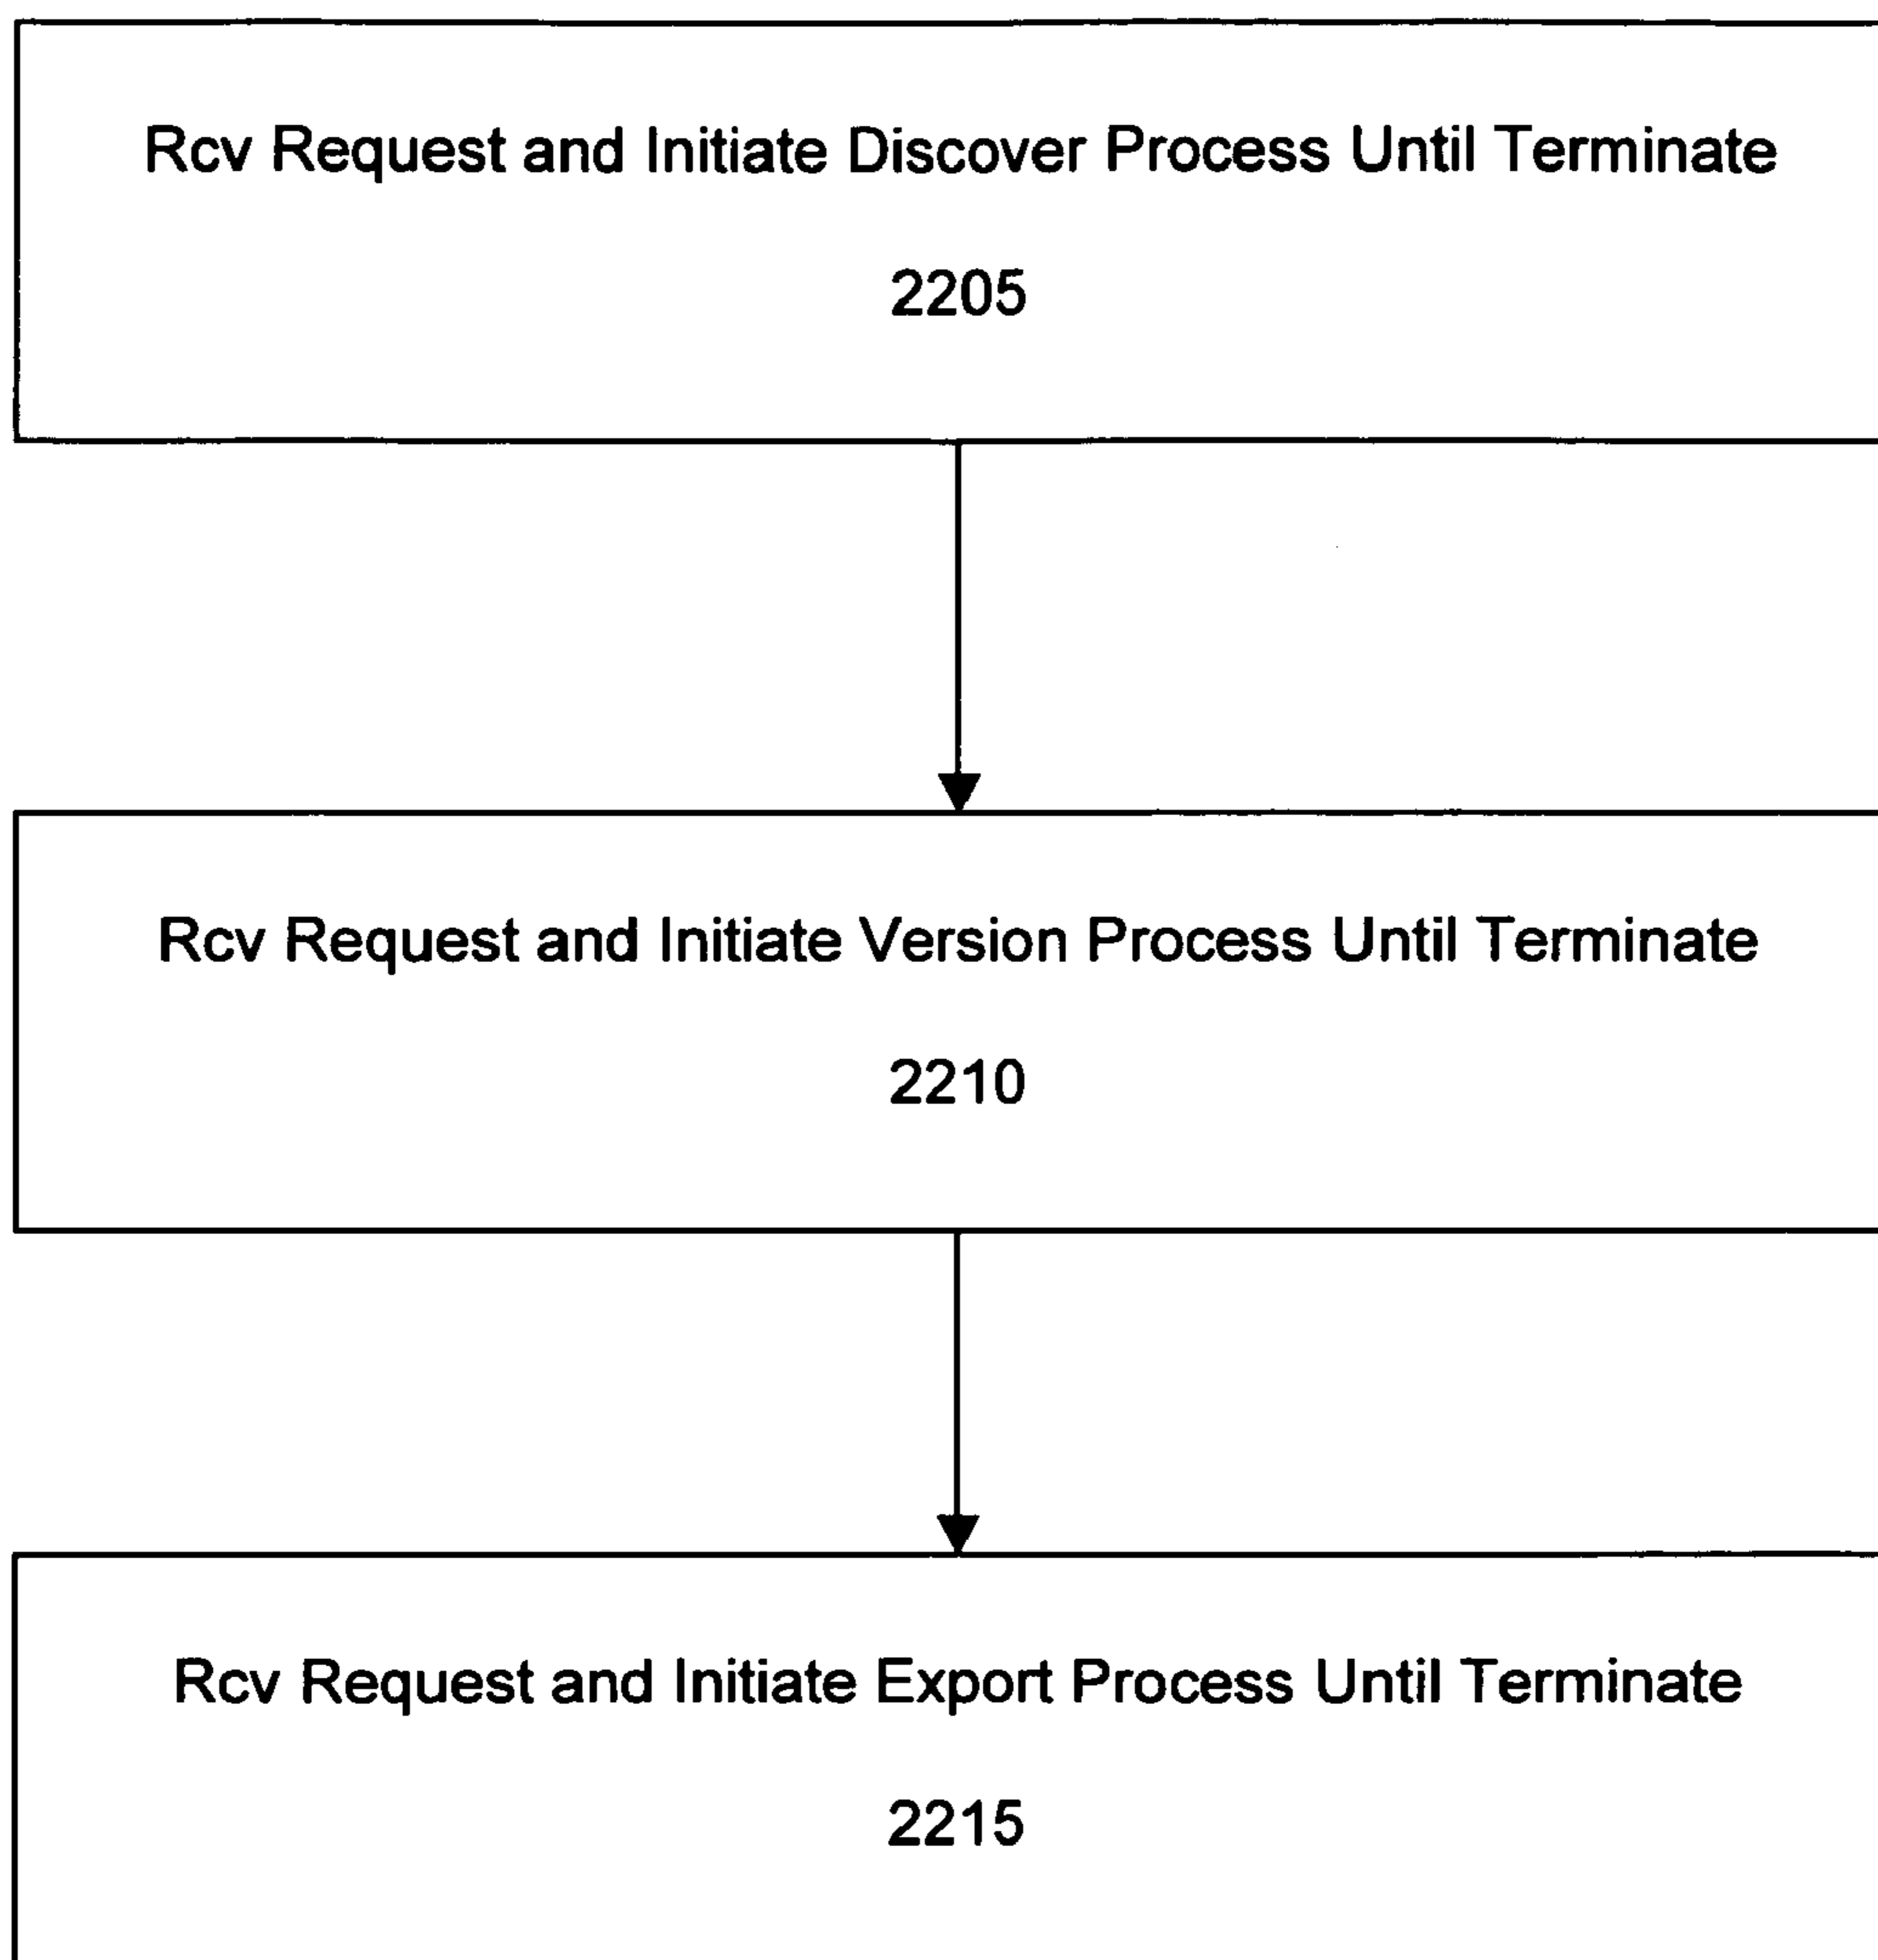 Rcv Request and Initiate Discover Process Until Terminate
2205
Rcv Request and Initiate Version Process Until Terminate
2210
Rcv Request and Initiate Export Process Until Terminate
2215